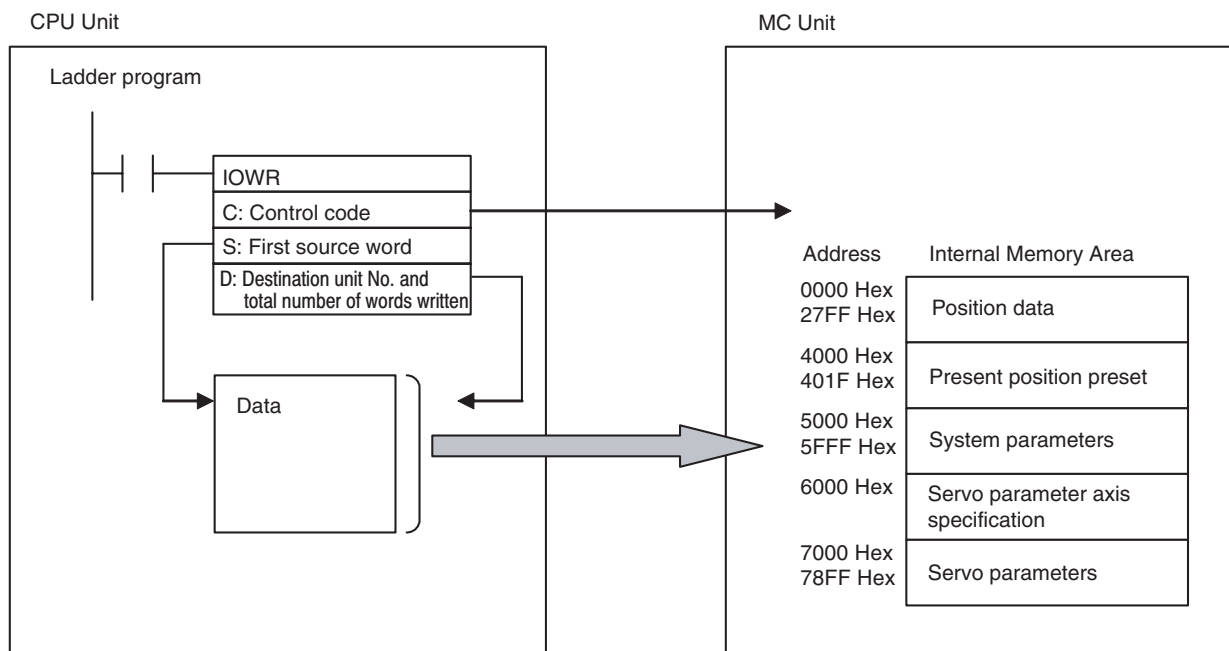 CPU Unit
MC Unit
Ladder program
IOWR
C: Control code
S: First source word
D: Destination unit No. and
total number of words written
Data
Address
Internal Memory Area
0000 Hex
27FF Hex
Position data
4000 Hex
401F Hex
Present position preset
5000 Hex
5FFF Hex
System parameters
6000 Hex
Servo parameter axis
specification
7000 Hex
78FF Hex
Servo parameters